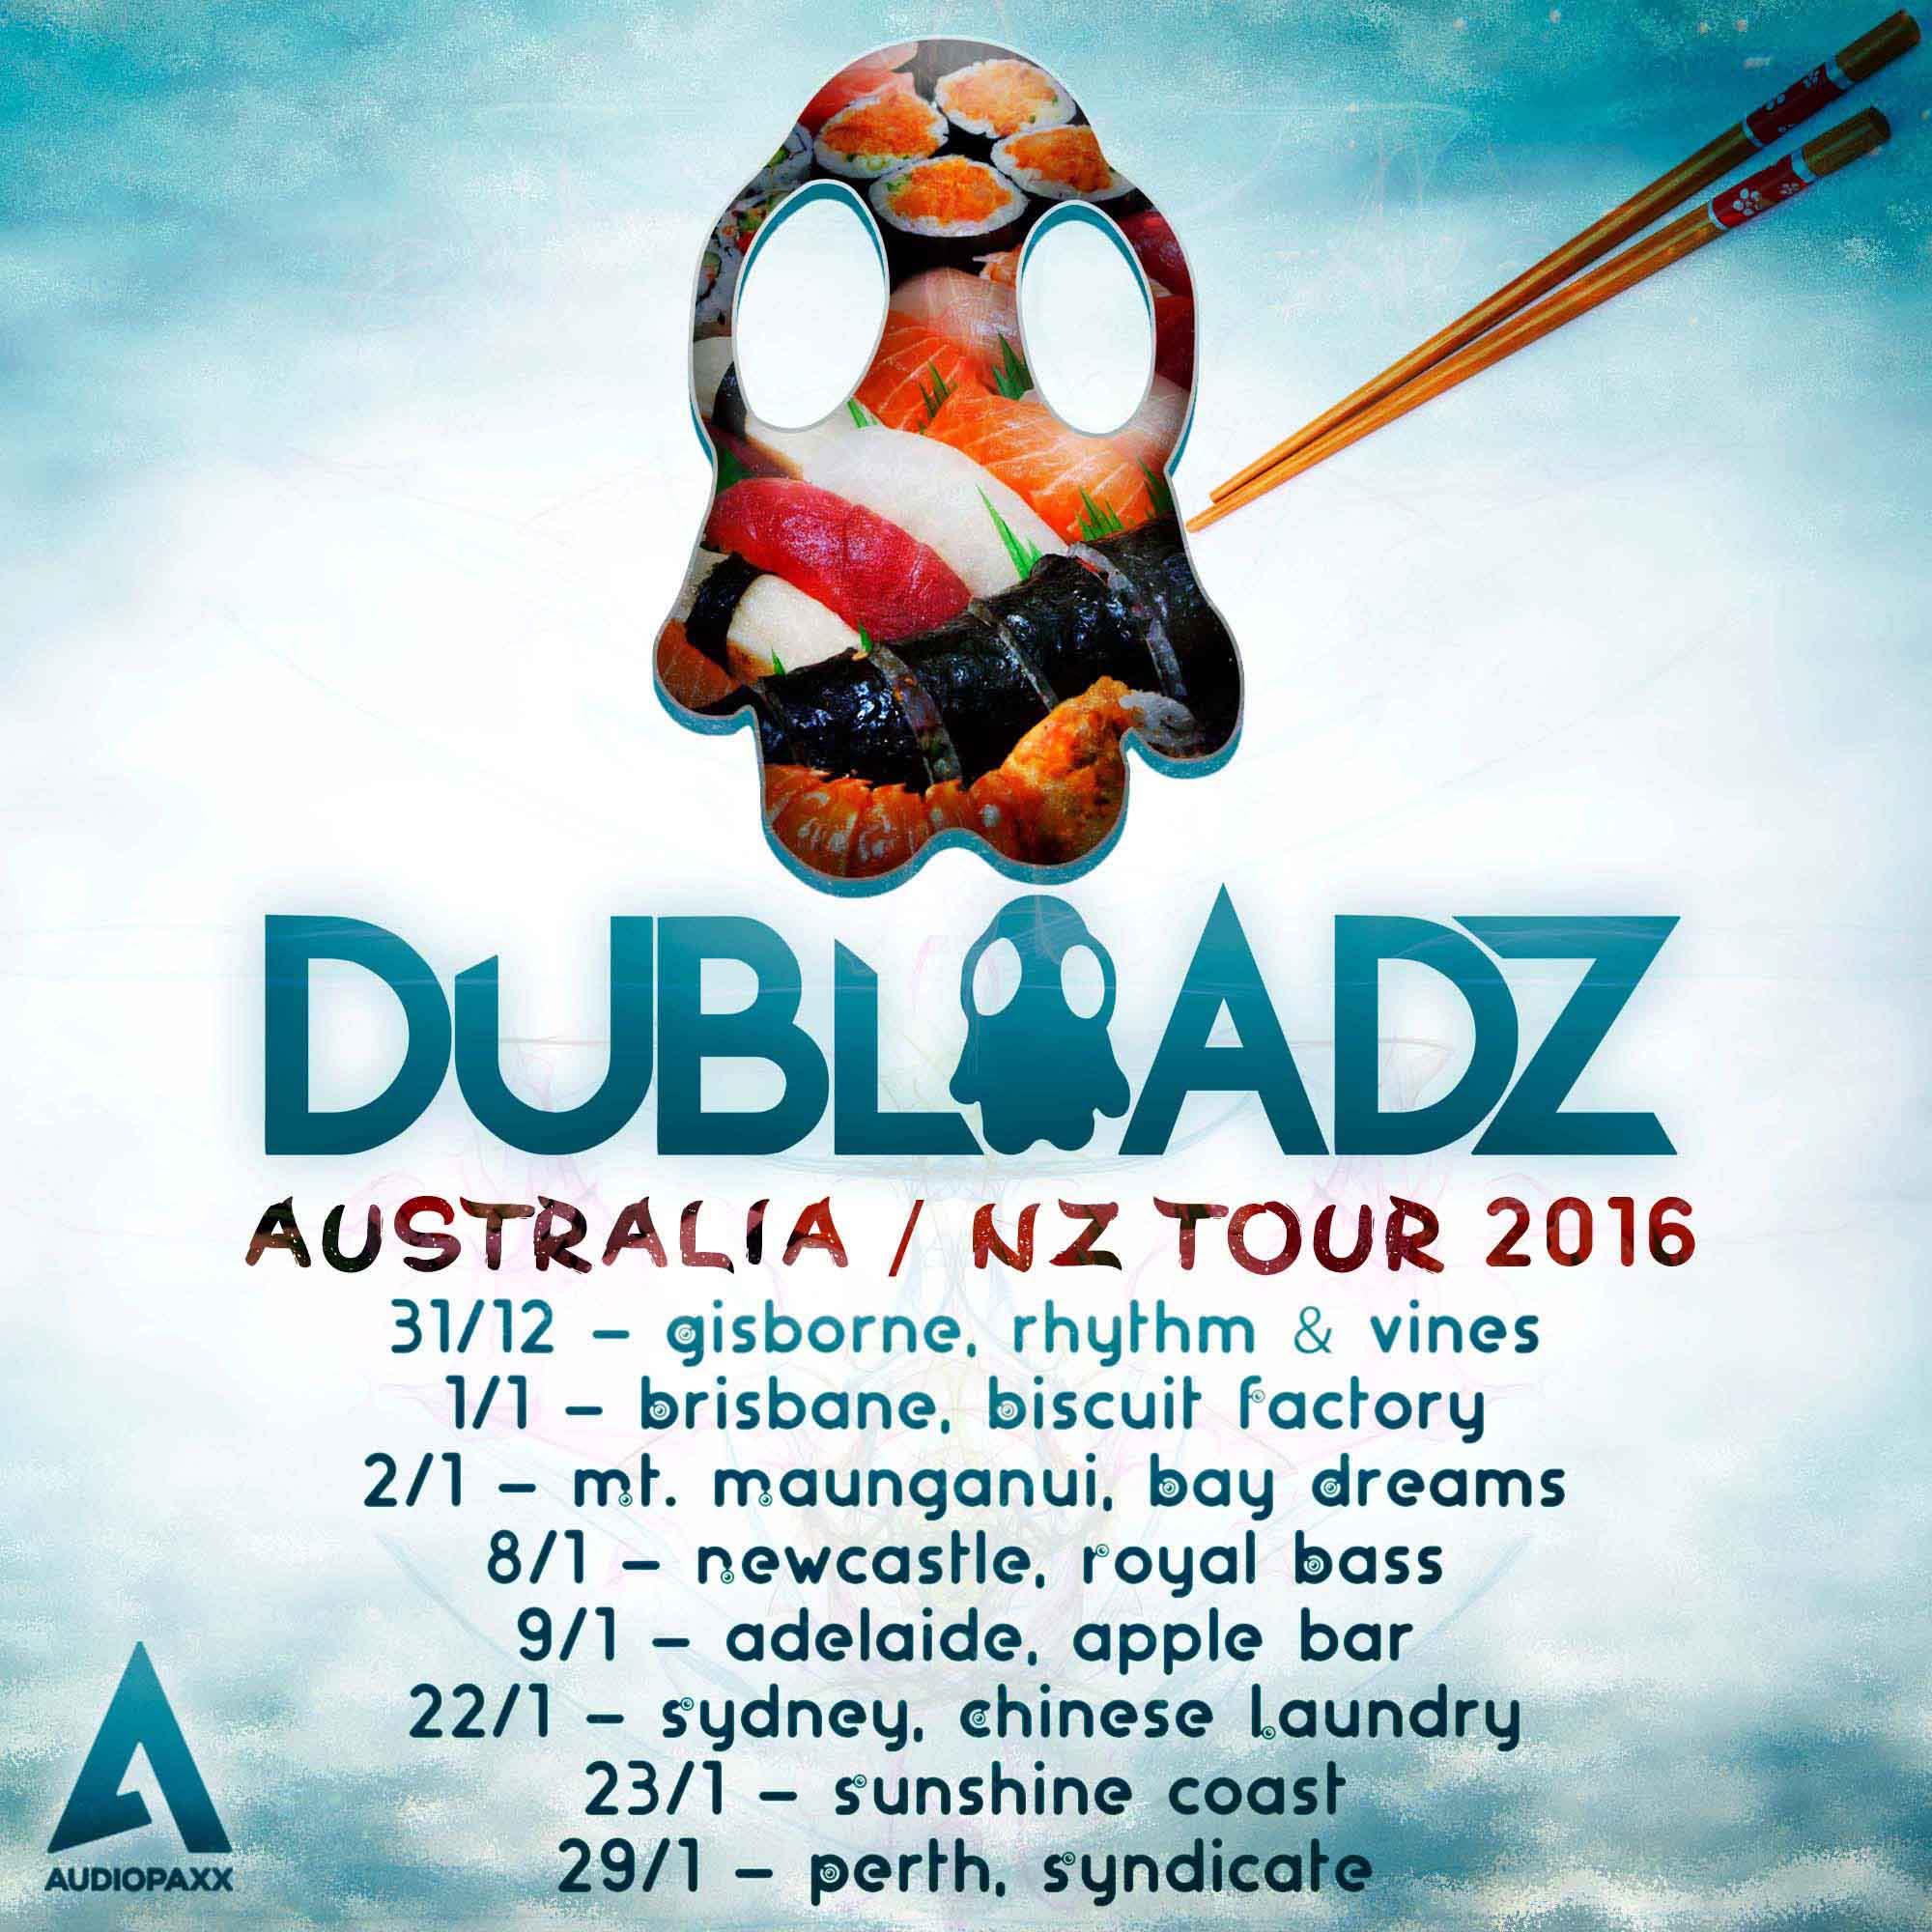 DUBLOADZ
AUSTRALIA / NZ TOUR 2016
31/12 – gisborne, rhythm & vines
1/1 – brisbane, biscuit factory
2/1 – mt. maunganui, bay dreams
8/1 – newcastle, royal bass
9/1 – adelaide, apple bar
22/1 – sydney, chinese laundry
23/1 – sunshine coast
29/1 – perth, syndicate
AUDIOPAXX